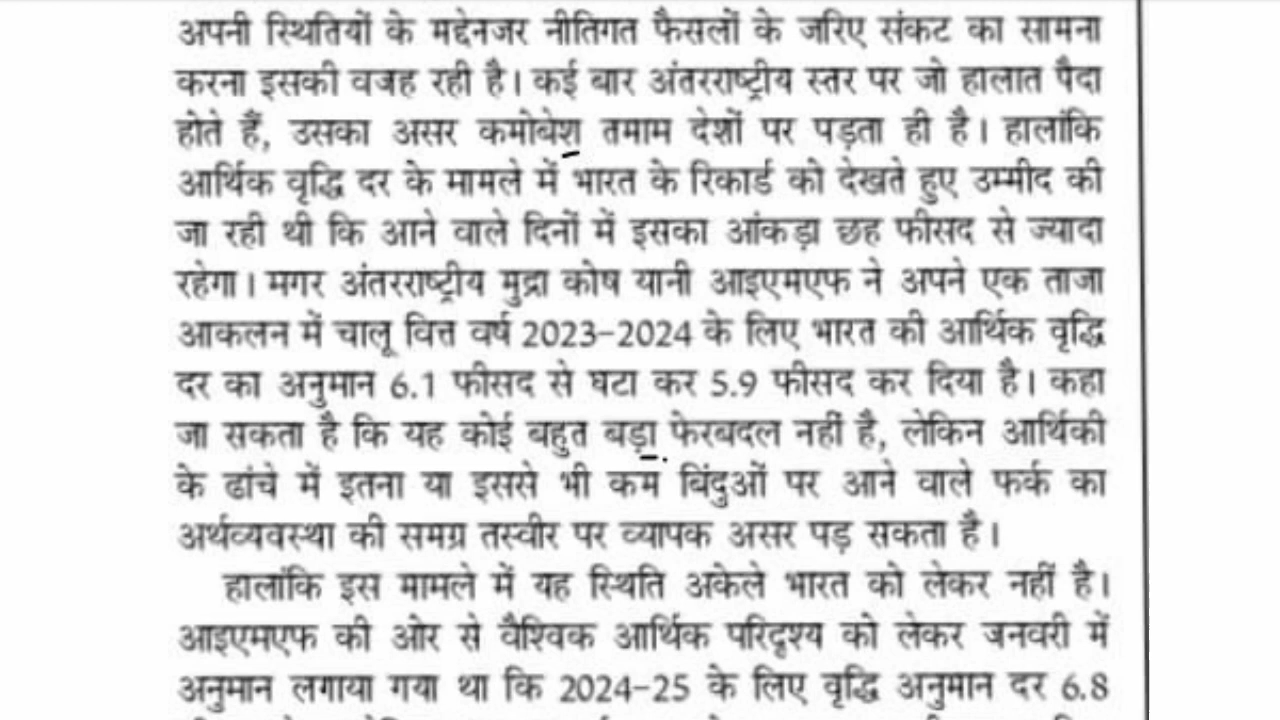 अपनी स्थितियों के मद्देनजर नीतिगत फैसलों के जरिए संकट का सामना
करना इसकी वजह रही है। कई बार अंतरराष्ट्रीय स्तर पर जो हालात पैदा
होते हैं, उसका असर कमोबेश तमाम देशों पर पड़ता ही है। हालांकि
आर्थिक वृद्धि दर के मामले में भारत के रिकार्ड को देखते हुए उम्मीद की
जा रही थी कि आने वाले दिनों में इसका आंकड़ा छह फीसद से ज्यादा
रहेगा। मगर अंतरराष्ट्रीय मुद्रा कोष यानी आइएमएफ ने अपने एक ताजा
आकलन में चालू वित्त वर्ष 2023-2024 के लिए भारत की आर्थिक वृद्धि
दर का अनुमान 6.1 फीसद से घटा कर 5.9 फीसद कर दिया है। कहा
जा सकता है कि यह कोई बहुत बड़ा फेरबदल नहीं है, लेकिन आर्थिकी
के ढांचे में इतना या इससे भी कम बिंदुओं पर आने वाले फर्क का
अर्थव्यवस्था की समग्र तस्वीर पर व्यापक असर पड़ सकता है।
हालांकि इस मामले में यह स्थिति अकेले भारत को लेकर नहीं है।
आइएमएफ की ओर से वैश्विक आर्थिक परिदृश्य को लेकर जनवरी में
अनुमान लगाया गया था कि 2024-25 के लिए वृद्धि अनुमान दर 6.8